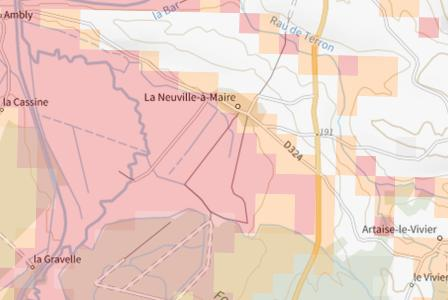 Ambly
la Bar
Rau de Terron
la Cassine
La Neuville-à-Maire
191
D324
Artaise-le-Vivier
la Gravelle
le Vivier